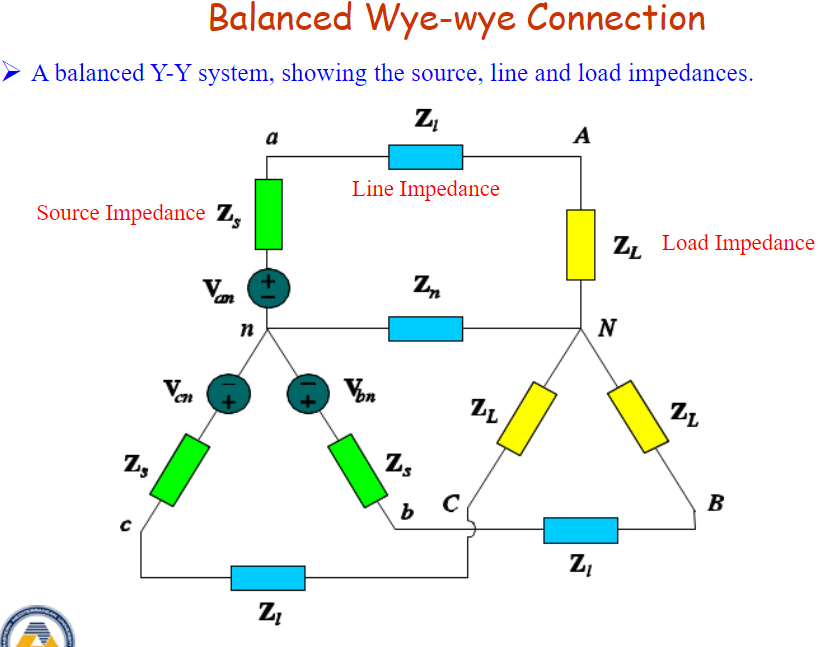 Balanced Wye-wye Connection
➢ A balanced Y-Y system, showing the source, line and load impedances.
Zl
a
A
Line Impedance
Source Impedance Zs
ZL Load Impedance
Van
+
−
Zn
n
N
Vcn
−
+
−
+
Vbn
ZL
ZL
Zs
Zs
c
b
C
B
Zl
Zl